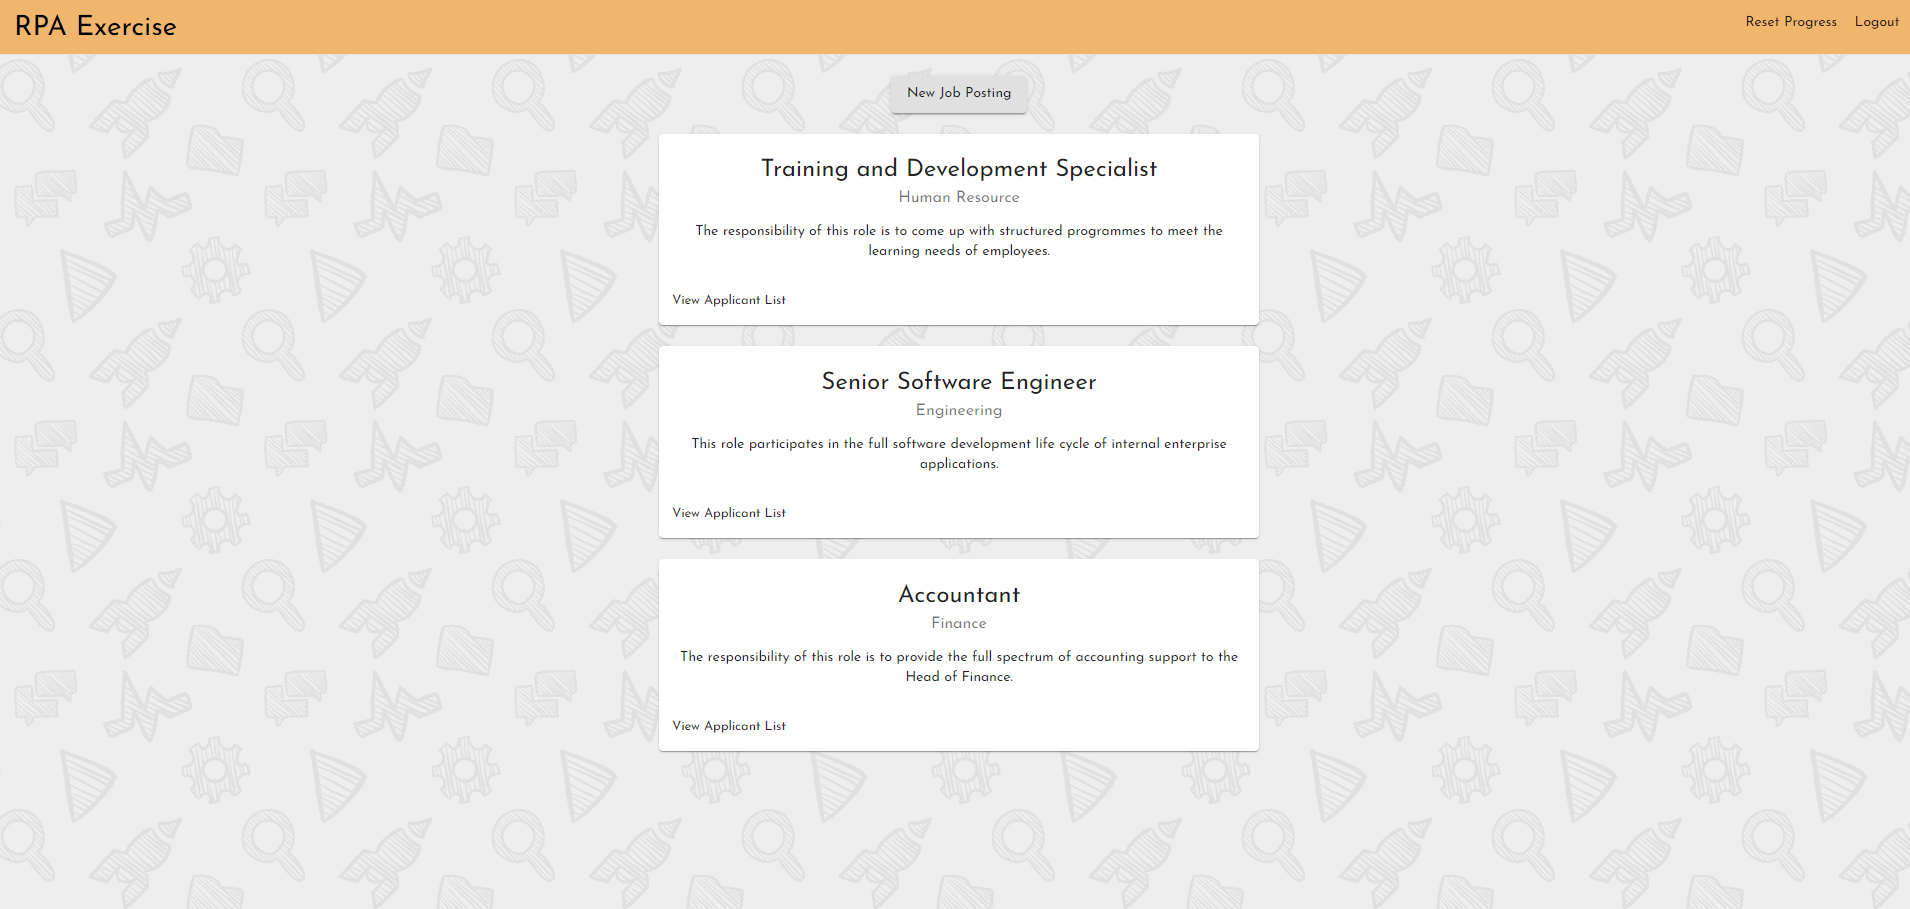 RPA Exercise
Reset Progress
Logout
New Job Posting
Training and Development Specialist
Human Resource
The responsibility of this role is to come up with structured programmes to meet the
learning needs of employees.
View Applicant List
Senior Software Engineer
Engineering
This role participates in the full software development life cycle of internal enterprise
applications.
View Applicant List
Accountant
Finance
The responsibility of this role is to provide the full spectrum of accounting support to the
Head of Finance.
View Applicant List